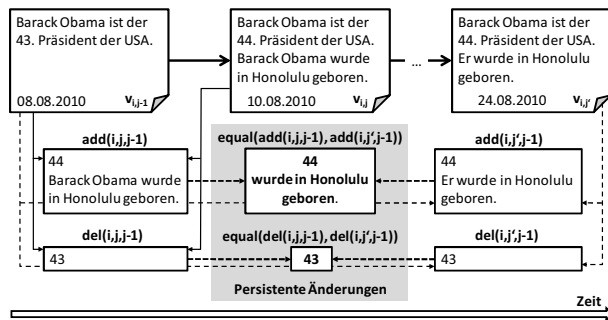 Barack Obama ist der
43. Präsident der USA.
08.08.2010 v i,j-1
Barack Obama ist der
44. Präsident der USA.
Barack Obama wurde
in Honolulu geboren.
10.08.2010 v i,j
...
Barack Obama ist der
44. Präsident der USA.
Er wurde in Honolulu
geboren.
24.08.2010 v i,j'
add(i,j,j-1)
44
Barack Obama wurde
in Honolulu geboren.
equal(add(i,j,j-1), add(i,j',j-1))
44
wurde in Honolulu
geboren.
add(i,j',j-1)
44
Er wurde in Honolulu
geboren.
del(i,j,j-1)
43
equal(del(i,j,j-1), del(i,j',j-1))
43
del(i,j',j-1)
43
Persistente Änderungen
Zeit